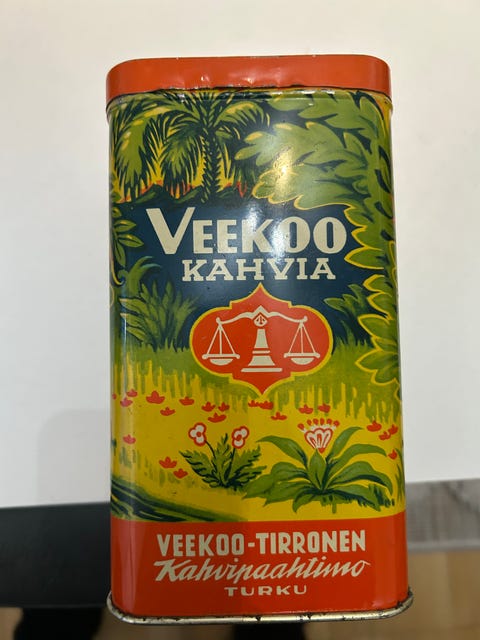 VEEKOO
KAHVIA
VEEKOO-TIRRONEN
Kahvipaahtimo
TURKU